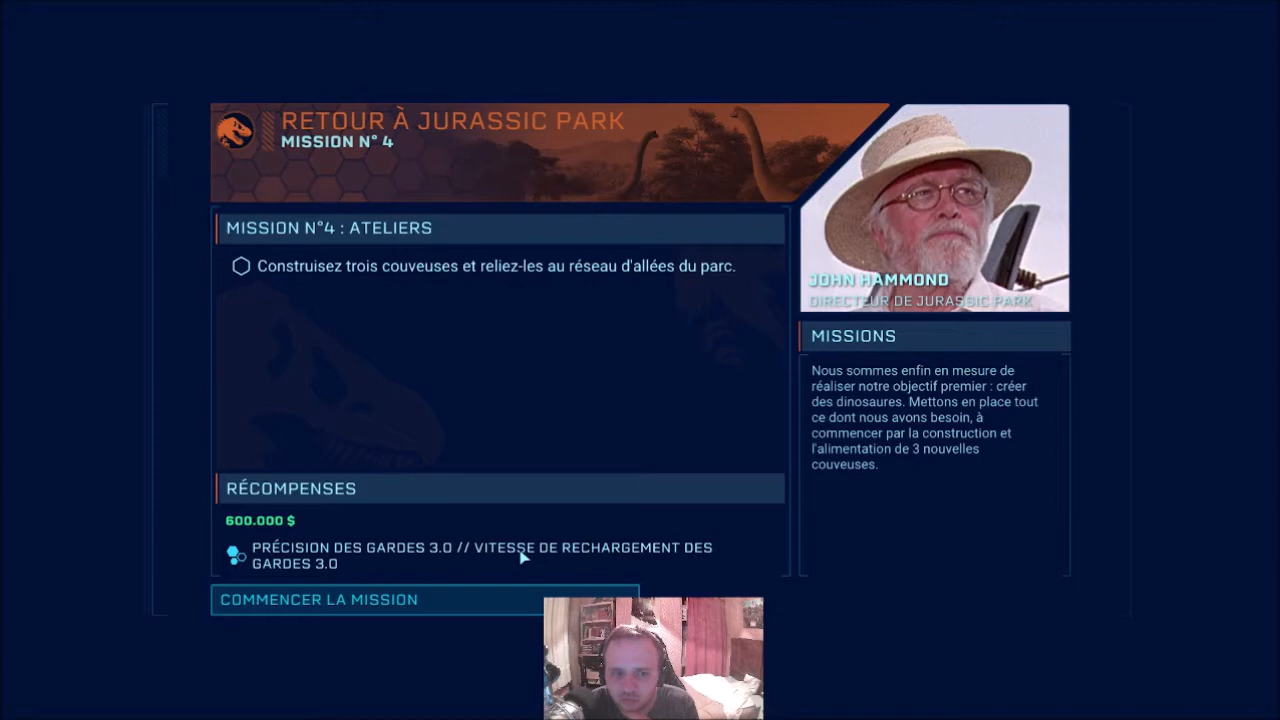 RETOUR À JURASSIC PARK
MISSION N° 4
MISSION N°4 : ATELIERS
Construisez trois couveuses et reliez-les au réseau d'allées du parc.
RÉCOMPENSES
600.000 $
PRÉCISION DES GARDES 3.0 // VITESSE DE RECHARGEMENT DES
GARDES 3.0
COMMENCER LA MISSION
JOHN HAMMOND
DIRECTEUR DE JURASSIC PARK
MISSIONS
Nous sommes enfin en mesure de
réaliser notre objectif premier : créer
des dinosaures. Mettons en place tout
ce dont nous avons besoin, à
commencer par la construction et
l'alimentation de 3 nouvelles
couveuses.